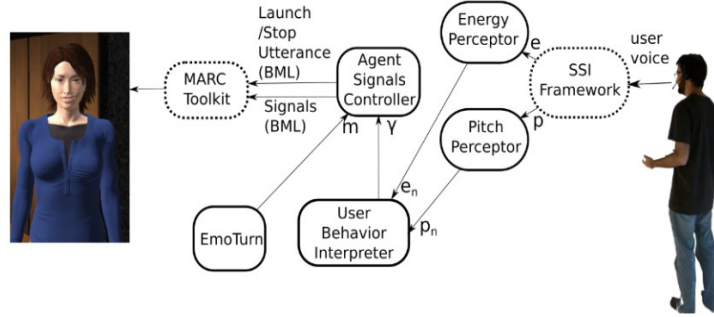 Launch
/Stop
Utterance
(BML)
Signals
(BML)
MARC
Toolkit
Agent
Signals
Controller
m
γ
Energy
Perceptor
e
SSI
Framework
user
voice
Pitch
Perceptor
p
EmoTurn
User
Behavior
Interpreter
eₙ
pₙ